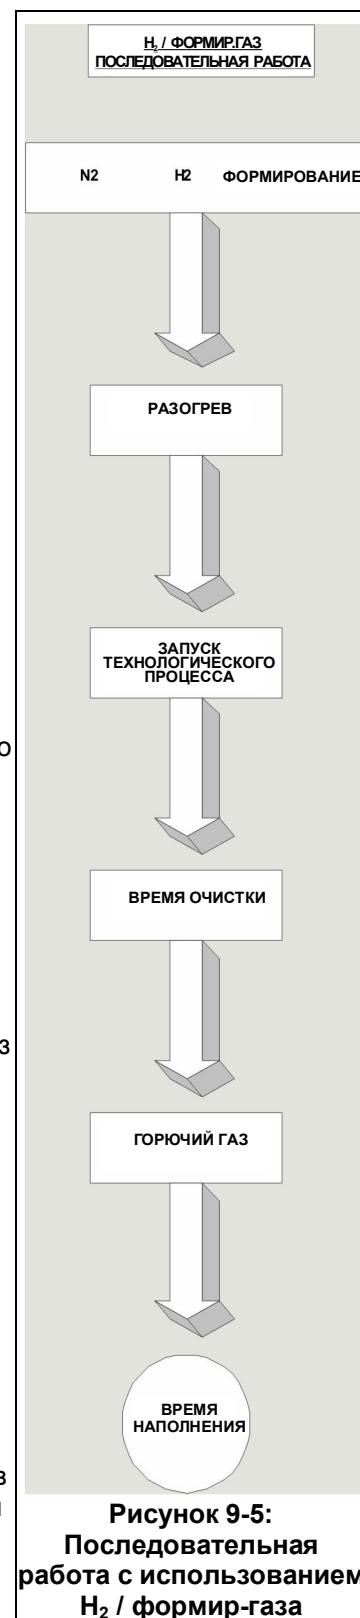 H₂ / ФОРМИР.ГАЗ
ПОСЛЕДОВАТЕЛЬНАЯ РАБОТА
N2 H2 ФОРМИРОВАНИЕ
РАЗОГРЕВ
ЗАПУСК
ТЕХНОЛОГИЧЕСКОГО
ПРОЦЕССА
ВРЕМЯ ОЧИСТКИ
ГОРЮЧИЙ ГАЗ
ВРЕМЯ
НАПОЛНЕНИЯ
Рисунок 9-5:
Последовательная
работа с использованием
H₂ / формир-газа